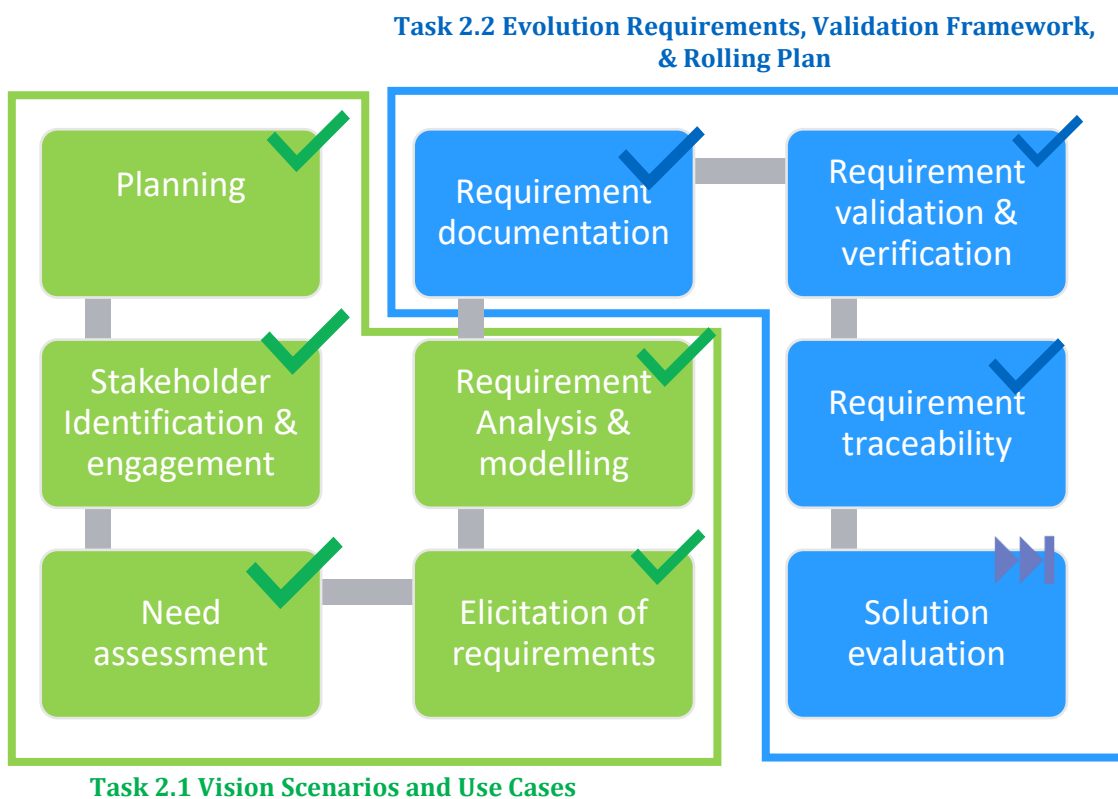 Task 2.2 Evolution Requirements, Validation Framework,
& Rolling Plan
Planning
Stakeholder
Identification &
engagement
Need
assessment
Elicitation of
requirements
Requirement
Analysis &
modelling
Requirement
documentation
Requirement
validation &
verification
Requirement
traceability
Solution
evaluation
Task 2.1 Vision Scenarios and Use Cases